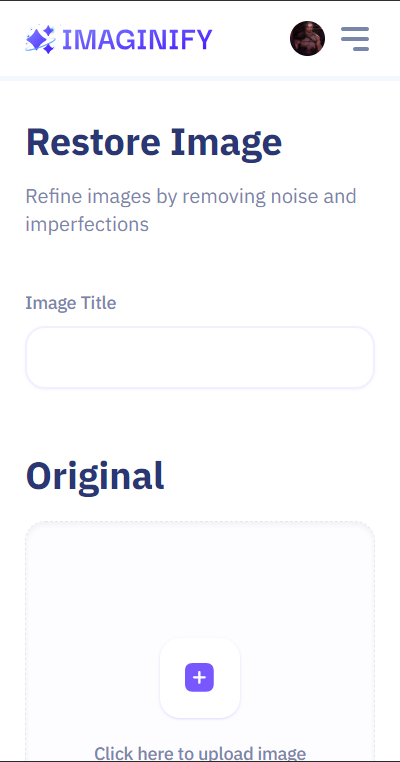 IMAGINIFY
Restore Image
Refine images by removing noise and
imperfections
Image Title
Original
Click here to upload image